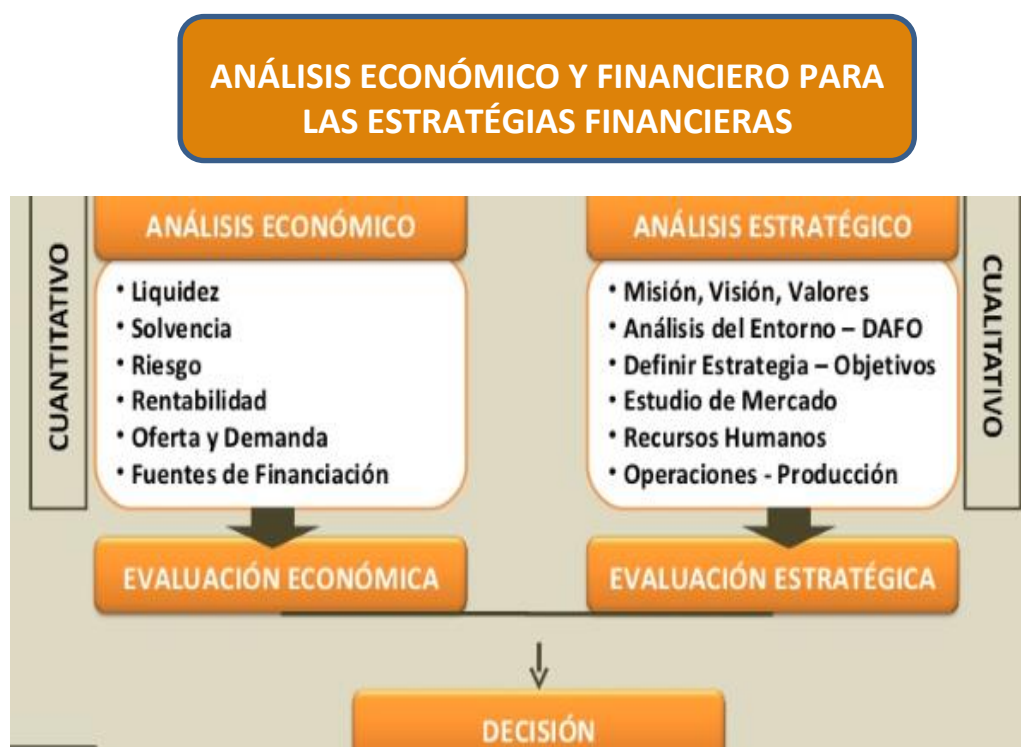 ANÁLISIS ECONÓMICO Y FINANCIERO PARA
LAS ESTRATÉGIAS FINANCIERAS
CUANTITATIVO
ANÁLISIS ECONÓMICO
• Liquidez
• Solvencia
• Riesgo
• Rentabilidad
• Oferta y Demanda
• Fuentes de Financiación
EVALUACIÓN ECONÓMICA
ANÁLISIS ESTRATÉGICO
• Misión, Visión, Valores
• Análisis del Entorno – DAFO
• Definir Estrategia – Objetivos
• Estudio de Mercado
• Recursos Humanos
• Operaciones - Producción
EVALUACIÓN ESTRATÉGICA
CUALITATIVO
DECISIÓN